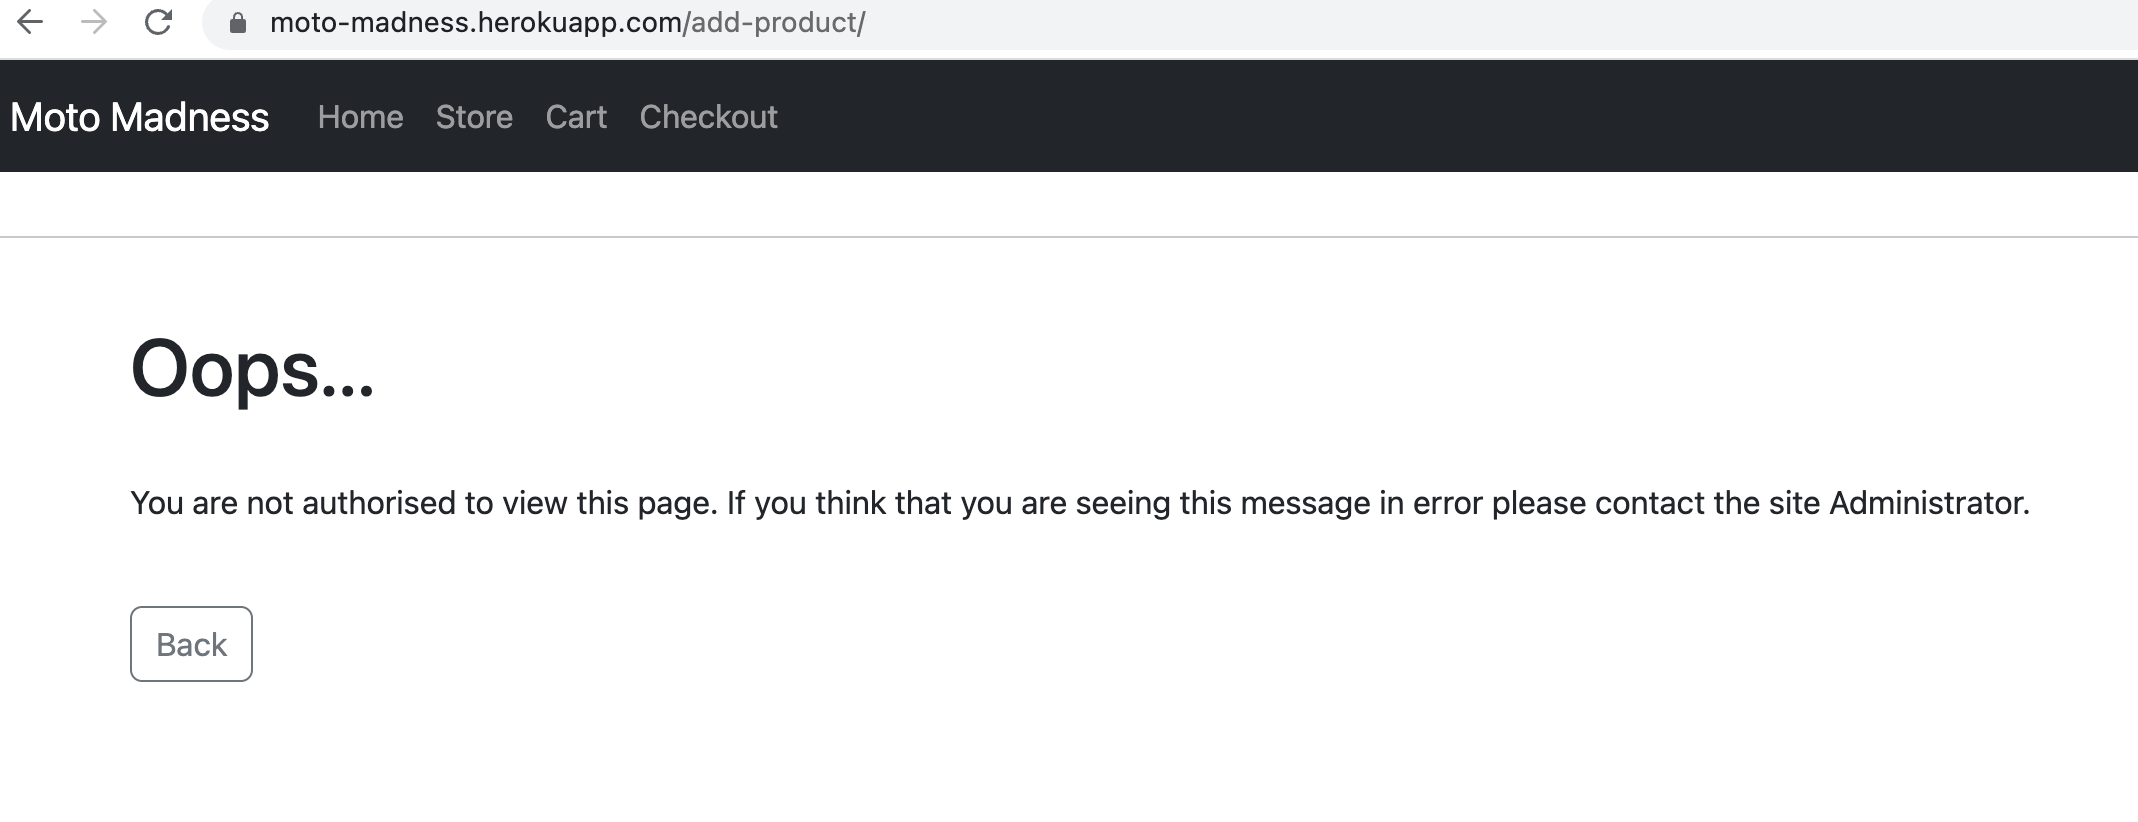 moto-madness.herokuapp.com/add-product/
Moto Madness Home Store Cart Checkout
Oops...
You are not authorised to view this page. If you think that you are seeing this message in error please contact the site Administrator.
Back